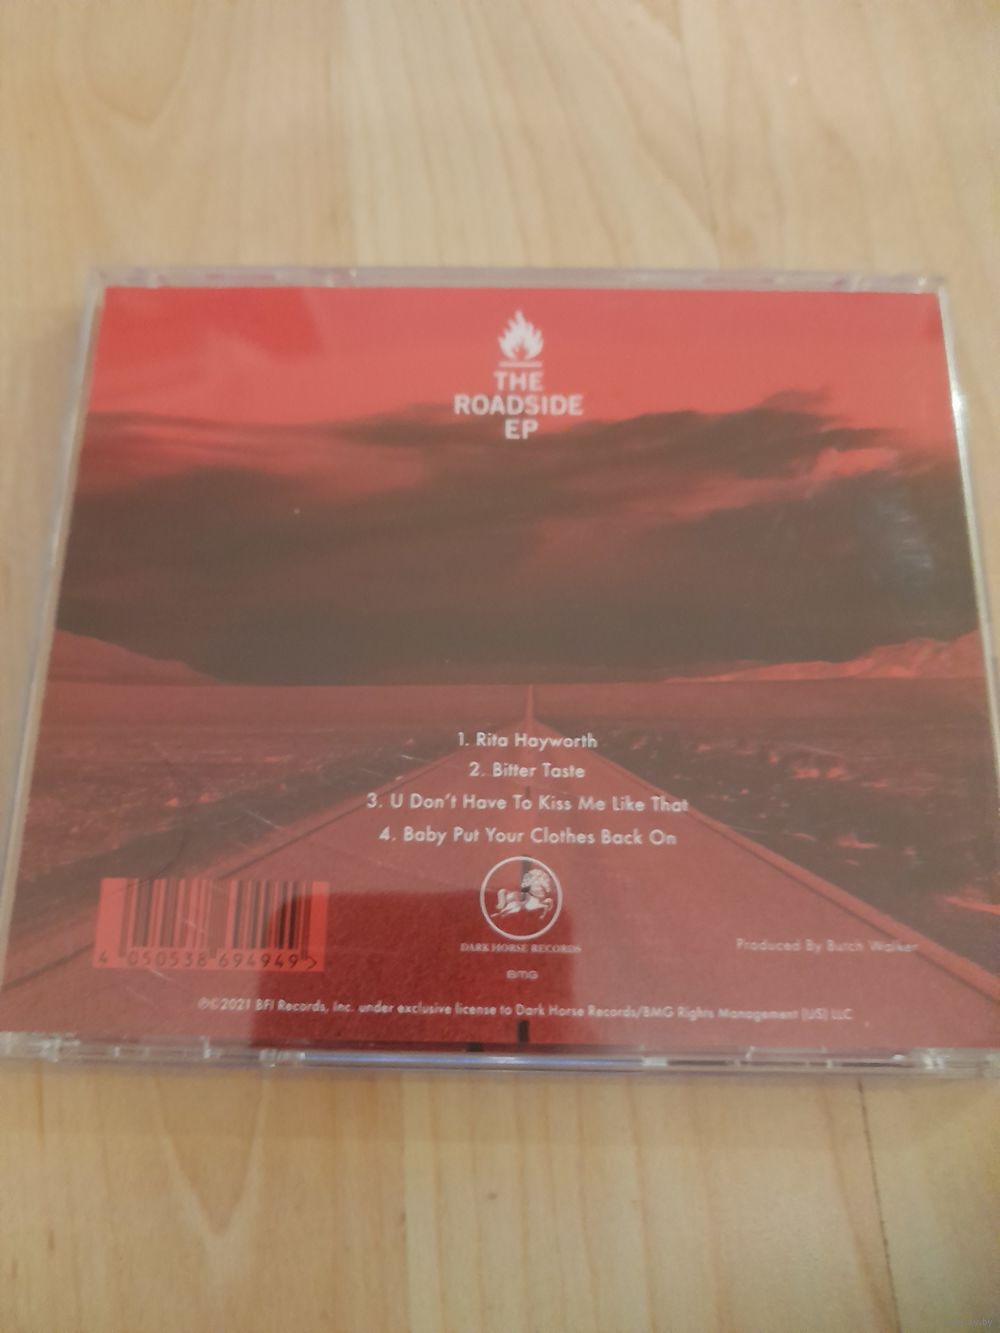 THE
ROADSIDE
EP
1. Rita Hayworth
2. Bitter Taste
3. U Don't Have To Kiss Me Like That
4. Baby Put Your Clothes Back On
DARK HORSE RECORDS
BMG
Produced By Butch Walker
4 050538 694949 >
℗©2021 BFI Records, Inc. under exclusive license to Dark Horse Records/BMG Rights Management (US) LLC